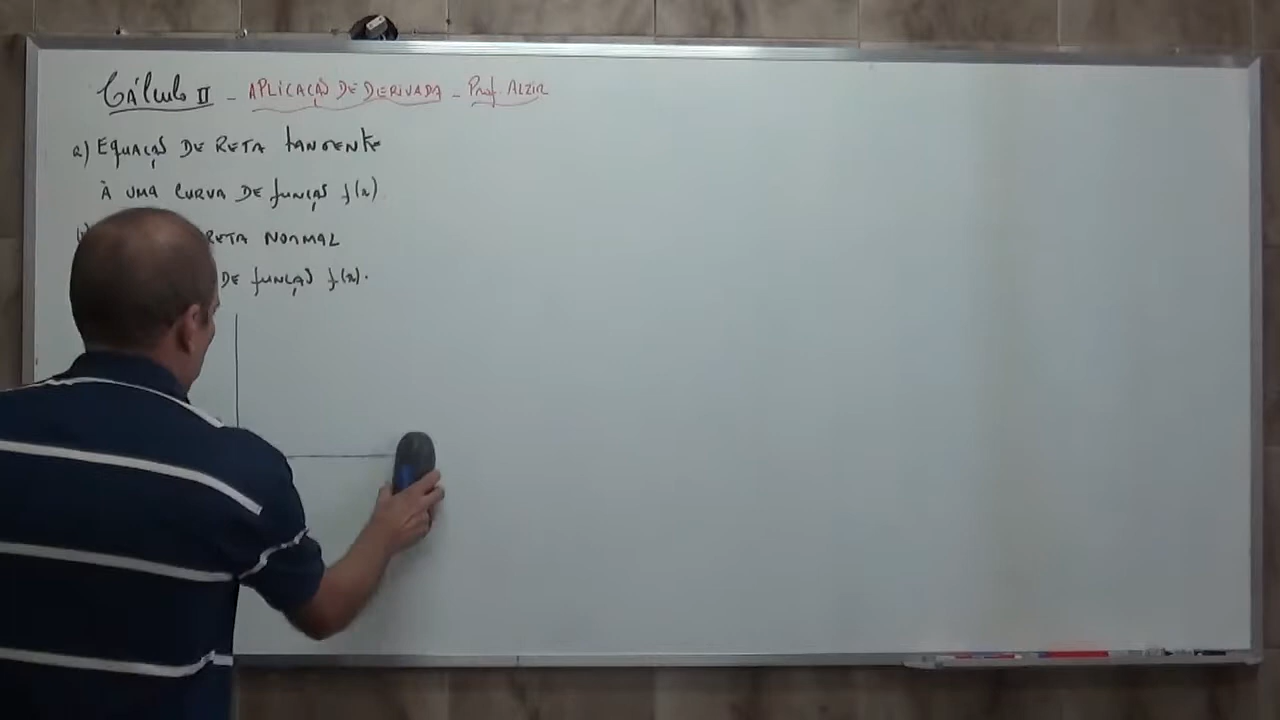 Cálculo II - APLICAÇÃO DE DERIVADA - Prof. Alzir
a) EQUAÇÃO DE RETA TANGENTE
À UMA CURVA DE função f(x)
RETA NORMAL
DE função f(x).